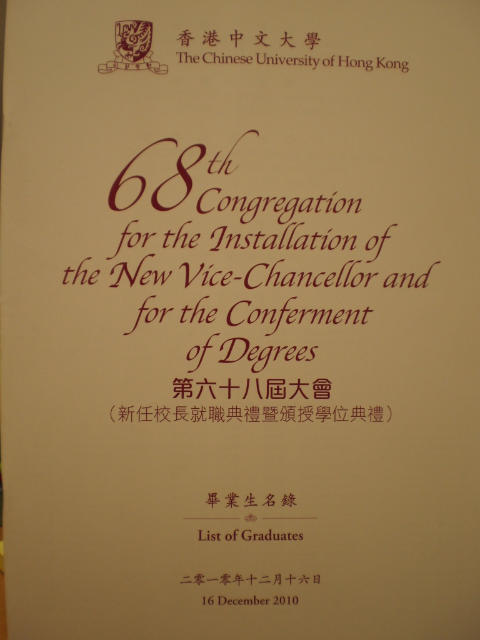 香港中文大學
The Chinese University of Hong Kong
68th
Congregation
for the Installation of
the New Vice-Chancellor and
for the Conferment
of Degrees
第六十八屆大會
（新任校長就職典禮暨頒授學位典禮）
畢業生名錄
List of Graduates
二零一零年十二月十六日
16 December 2010